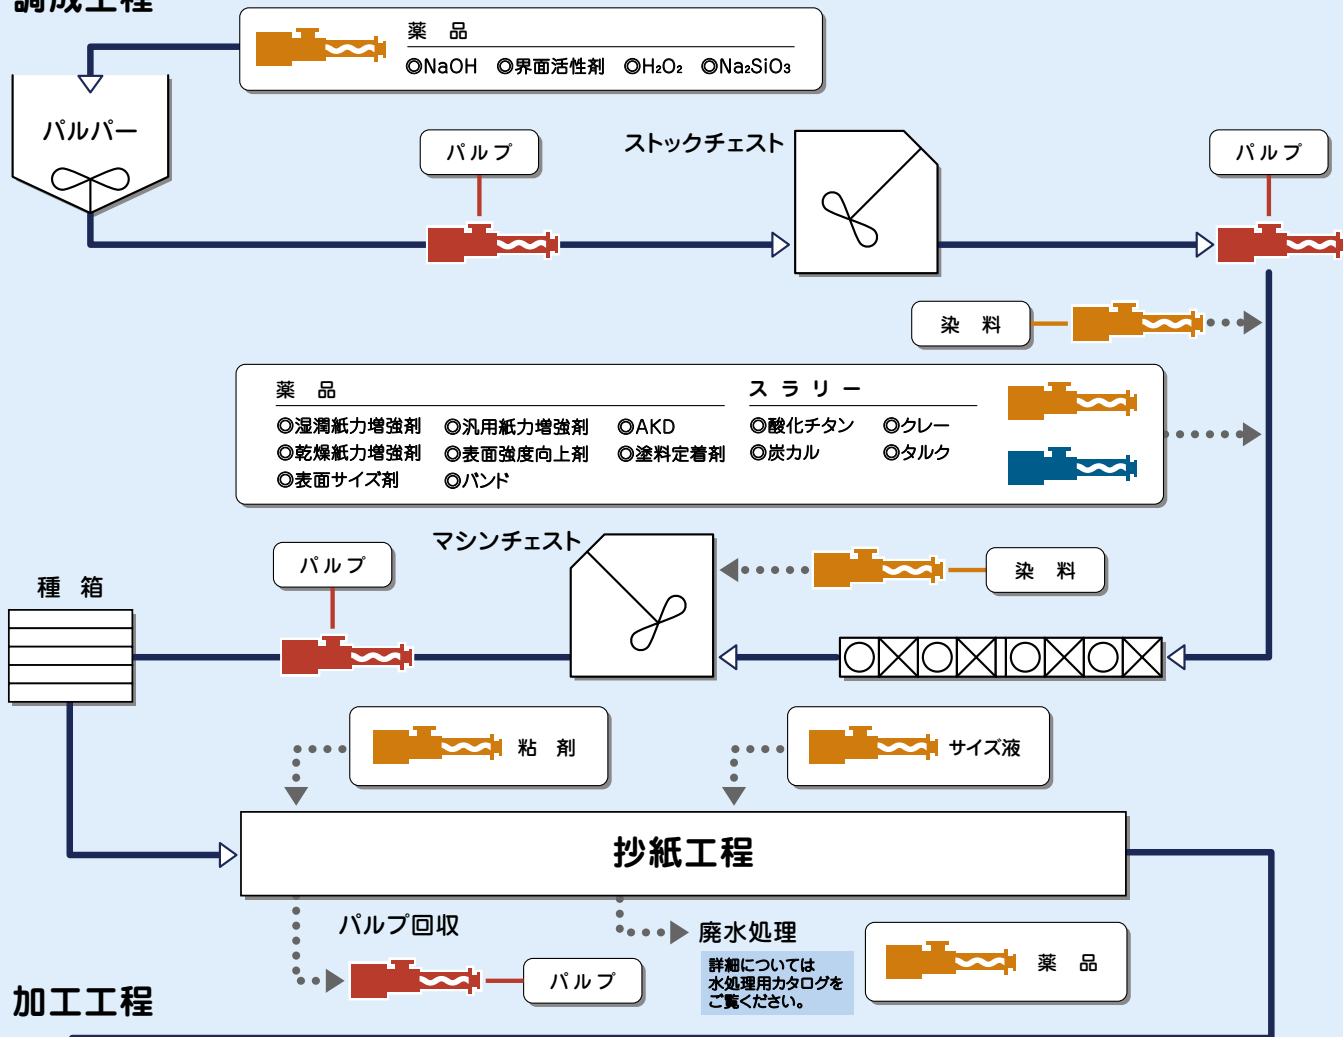 調成工程
薬 品
◎NaOH ◎界面活性剤 ◎H₂O₂ ◎Na₂SiO₃
パルパー
パルプ
ストックチェスト
パルプ
染 料
薬 品
◎湿潤紙力増強剤 ◎汎用紙力増強剤 ◎AKD
◎乾燥紙力増強剤 ◎表面強度向上剤 ◎塗料定着剤
◎表面サイズ剤 ◎バンド
スラリー
◎酸化チタン ◎クレー
◎炭カル ◎タルク
マシンチェスト
染 料
パルプ
種 箱
粘 剤
サイズ液
抄紙工程
パルプ回収
パルプ
廃水処理
詳細については
水処理用カタログを
ご覧ください。
薬 品
加工工程